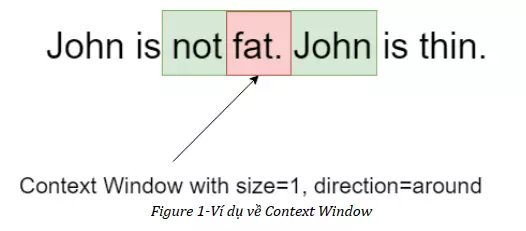 John is not fat. John is thin.
Context Window with size=1, direction=around
Figure 1-Ví dụ về Context Window